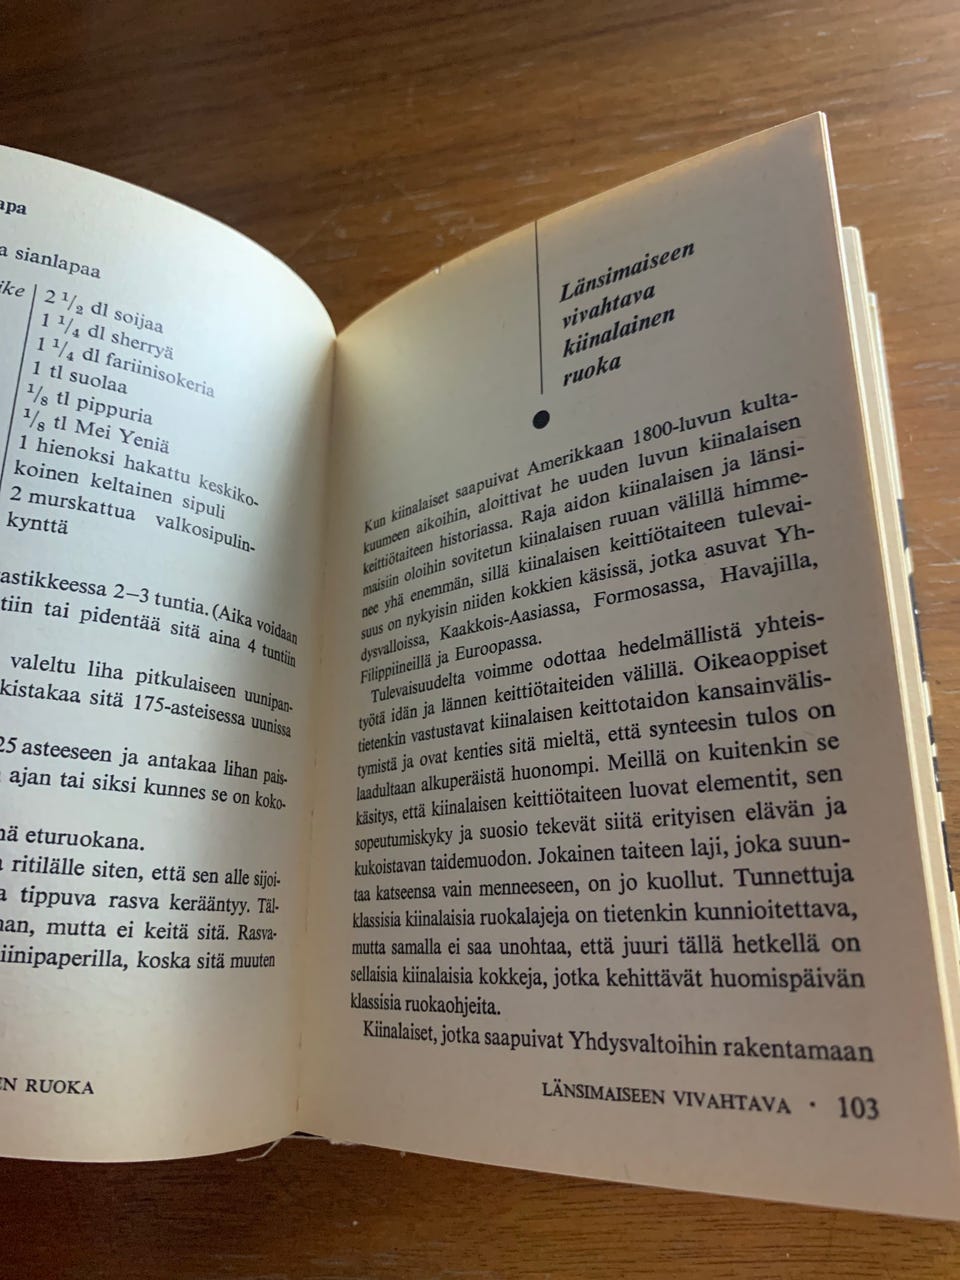 apa
a sianlapaa
ike
2 1/2 dl soijaa
1 1/4 dl sherryä
1 1/4 dl fariinisokeria
1 tl suolaa
1/8 tl pippuria
1/8 tl Mei Yeniä
1 hienoksi hakattu keskiko-
koinen keltainen sipuli
2 murskattua valkosipulin-
kynttä
astikkeessa 2–3 tuntia. (Aika voidaan
tiin tai pidentää sitä aina 4 tuntiin
valeltu liha pitkulaiseen uunipan-
kistakaa sitä 175-asteisessa uunissa
25 asteeseen ja antakaa lihan pais-
ajan tai siksi kunnes se on koko-
nä eturuokana.
ritilälle siten, että sen alle sijoi-
a tippuva rasva kerääntyy. Täl-
nan, mutta ei keitä sitä. Rasva-
iinipaperilla, koska sitä muuten
EN RUOKA
Länsimaiseen
vivahtava
kiinalainen
ruoka
Kun kiinalaiset saapuivat Amerikkaan 1800-luvun kulta-
kuumeen aikoihin, aloittivat he uuden luvun kiinalaisen
keittiötaiteen historiassa. Raja aidon kiinalaisen ja länsi-
maisiin oloihin sovitetun kiinalaisen ruuan välillä himme-
nee yhä enemmän, sillä kiinalaisen keittiötaiteen tulevai-
suus on nykyisin niiden kokkien käsissä, jotka asuvat Yh-
dysvalloissa, Kaakkois-Aasiassa, Formosassa, Havajilla,
Filippiineillä ja Euroopassa.
Tulevaisuudelta voimme odottaa hedelmällistä yhteis-
työtä idän ja lännen keittiötaiteiden välillä. Oikeaoppiset
tietenkin vastustavat kiinalaisen keittotaidon kansainvälis-
tymistä ja ovat kenties sitä mieltä, että synteesin tulos on
laadultaan alkuperäistä huonompi. Meillä on kuitenkin se
käsitys, että kiinalaisen keittiötaiteen luovat elementit, sen
sopeutumiskyky ja suosio tekevät siitä erityisen elävän ja
kukoistavan taidemuodon. Jokainen taiteen laji, joka suun-
taa katseensa vain menneeseen, on jo kuollut. Tunnettuja
klassisia kiinalaisia ruokalajeja on tietenkin kunnioitettava,
mutta samalla ei saa unohtaa, että juuri tällä hetkellä on
sellaisia kiinalaisia kokkeja, jotka kehittävät huomispäivän
klassisia ruokaohjeita.
Kiinalaiset, jotka saapuivat Yhdysvaltoihin rakentamaan
LÄNSIMAISEEN VIVAHTAVA · 103